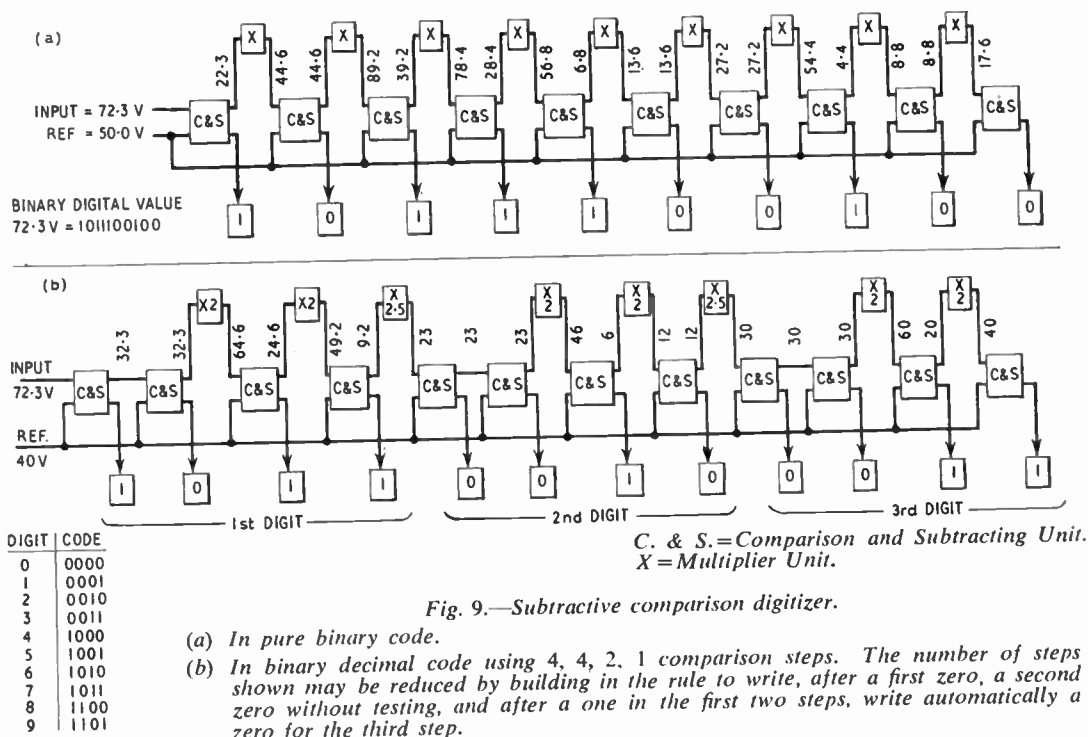 (a)
X X X X X X X X X
22·3 44·6 44·6 89·2 39·2 78·4 28·4 56·8 6·8 13·6 13·6 27·2 27·2 54·4 4·4 8·8 8·8 17·6
INPUT = 72·3 V
REF = 50·0 V
C&S C&S C&S C&S C&S C&S C&S C&S C&S C&S
BINARY DIGITAL VALUE
72·3V = 1011100100
1 0 1 1 1 0 0 1 0 0
(b)
X2 X2 X 2·5 X 2 X 2 X 2·5 X 2 X 2
32·3 32·3 64·6 24·6 49·2 9·2 23 23 23 46 6 12 12 30 30 30 60 20 40
INPUT
72·3V
C&S C&S C&S C&S C&S C&S C&S C&S C&S C&S C&S C&S
REF.
40V
1 0 1 1 0 0 1 0 0 0 1 1
1st DIGIT 2nd DIGIT 3rd DIGIT
C. & S.=Comparison and Subtracting Unit.
X=Multiplier Unit.
DIGIT CODE
0 0000
1 0001
2 0010
3 0011
4 1000
5 1001
6 1010
7 1011
8 1100
9 1101
Fig. 9.—Subtractive comparison digitizer.
(a) In pure binary code.
(b) In binary decimal code using 4, 4, 2, 1 comparison steps. The number of steps
shown may be reduced by building in the rule to write, after a first zero, a second
zero without testing, and after a one in the first two steps, write automatically a
zero for the third step.